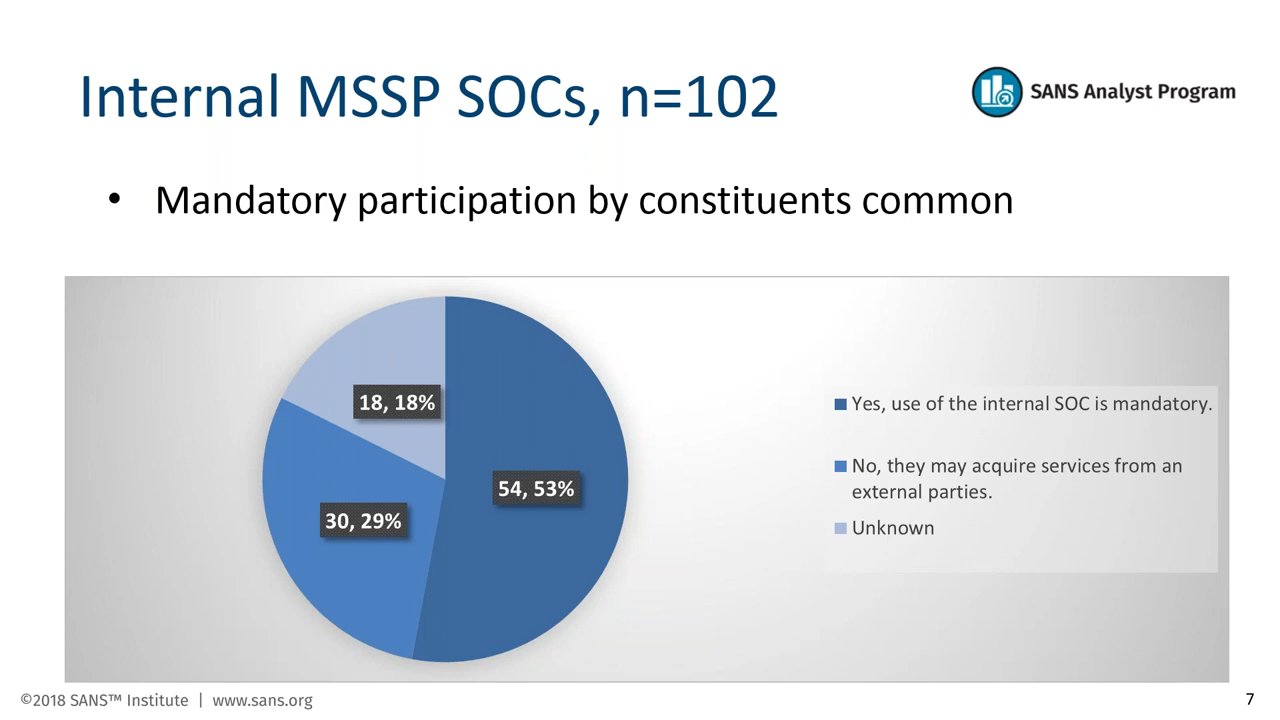 Internal MSSP SOCs, n=102
SANS Analyst Program
• Mandatory participation by constituents common
18, 18%
54, 53%
30, 29%
Yes, use of the internal SOC is mandatory.
No, they may acquire services from an
external parties.
Unknown
©2018 SANS™ Institute | www.sans.org
7